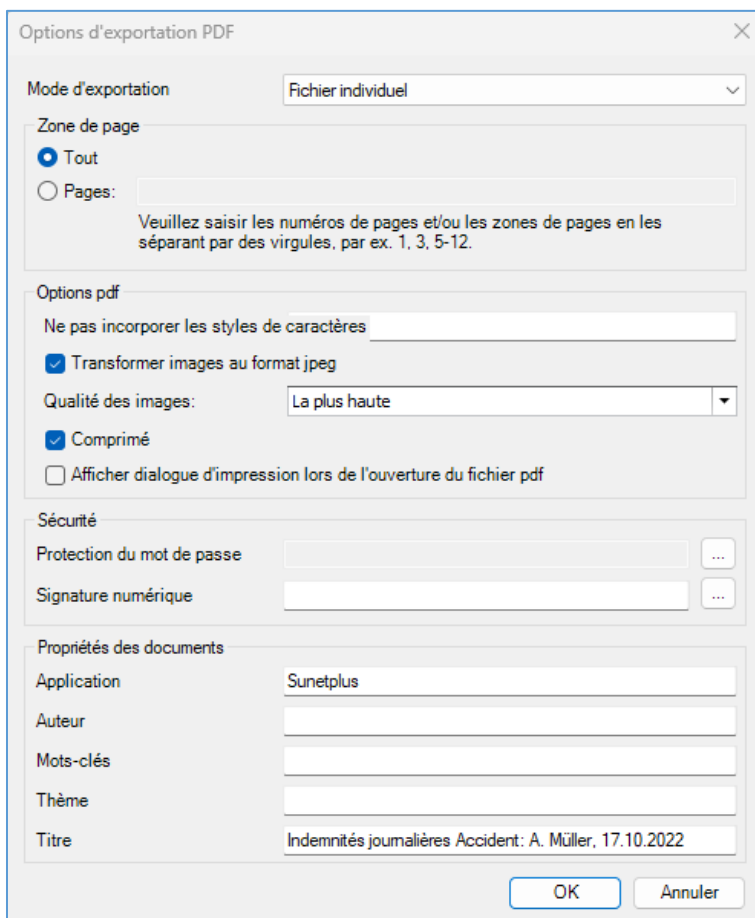 Options d'exportation PDF
Mode d'exportation
Fichier individuel
Zone de page
Tout
Pages:
Veuillez saisir les numéros de pages et/ou les zones de pages en les
séparant par des virgules, par ex. 1, 3, 5-12.
Options pdf
Ne pas incorporer les styles de caractères
Transformer images au format jpeg
Qualité des images:
La plus haute
Comprimé
Afficher dialogue d'impression lors de l'ouverture du fichier pdf
Sécurité
Protection du mot de passe
...
Signature numérique
...
Propriétés des documents
Application
Sunetplus
Auteur
Mots-clés
Thème
Titre
Indemnités journalières Accident: A. Müller, 17.10.2022
OK
Annuler